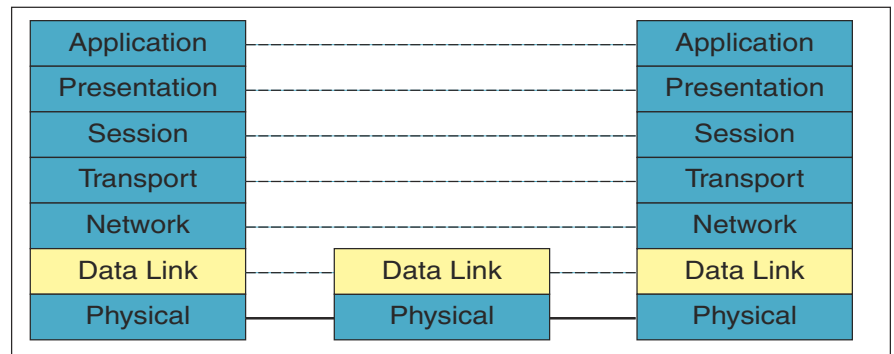 Application Application
Presentation Presentation
Session Session
Transport Transport
Network Network
Data Link Data Link Data Link
Physical Physical Physical